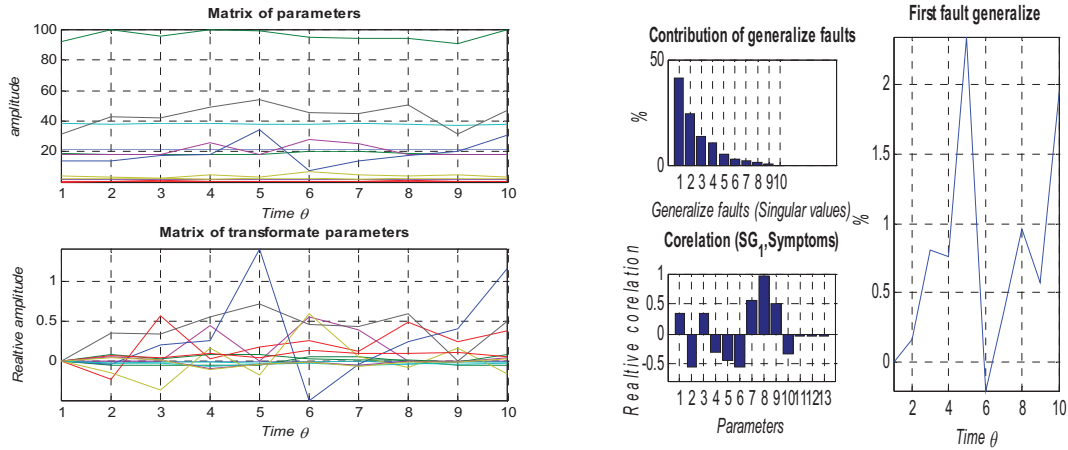 Matrix of parameters
amplitude
100
80
60
40
20
1 2 3 4 5 6 7 8 9 10
Time θ
Matrix of transformate parameters
Realtive amplitude
1
0.5
0
1 2 3 4 5 6 7 8 9 10
Time θ
Contribution of generalize faults
%
50
0
1 2 3 4 5 6 7 8 9 10
Generalize faults (Singular values)
Corelation (SG1,Symptoms)
Realtive corelation
1
0.5
0
-0.5
1 2 3 4 5 6 7 8 9 10 11 12 13
Parameters
First fault generalize
%
2
1.5
1
0.5
0
2 4 6 8 10
Time θ